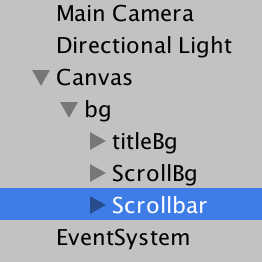 Main Camera
Directional Light
Canvas
bg
titleBg
ScrollBg
Scrollbar
EventSystem